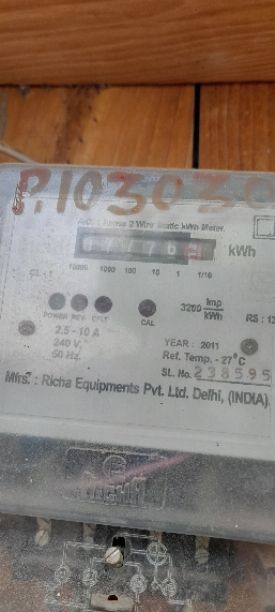 P.103030
A.C. 1 Phase 2 Wire Static kWh Meter
kWh
10000 1000 100 10 1 1/10
POWER REV. CFLT CAL
3200 Imp/kWh
2.5 - 10 A
240 V.
50 Hz.
YEAR : 2011
Ref. Temp. - 27°C
SL. No. 238595
Mfrs. : Richa Equipments Pvt. Ltd. Delhi, (INDIA)